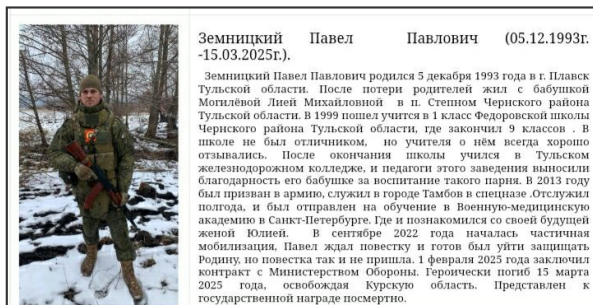 Земницкий Павел Павлович (05.12.1993г.
-15.03.2025г.).
Земницкий Павел Павлович родился 5 декабря 1993 года в г. Плавск
Тульской области. После потери родителей жил с бабушкой
Могилёвой Лией Михайловной в п. Степном Чернского района
Тульской области. В 1999 пошел учится в 1 класс Федоровской школы
Чернского района Тульской области, где закончил 9 классов . В
школе не был отличником, но учителя о нём всегда хорошо
отзывались. После окончания школы учился в Тульском
железнодорожном колледже, и педагоги этого заведения выносили
благодарность его бабушке за воспитание такого парня. В 2013 году
был призван в армию, служил в городе Тамбов в спецназе .Отслужил
полгода, и был отправлен на обучение в Военную-медицинскую
академию в Санкт-Петербурге. Где и познакомился со своей будущей
женой Юлией. В сентябре 2022 года началась частичная
мобилизация, Павел ждал повестку и готов был уйти защищать
Родину, но повестка так и не пришла. 1 февраля 2025 года заключил
контракт с Министерством Обороны. Героически погиб 15 марта
2025 года, освобождая Курскую область. Представлен к
государственной награде посмертно.